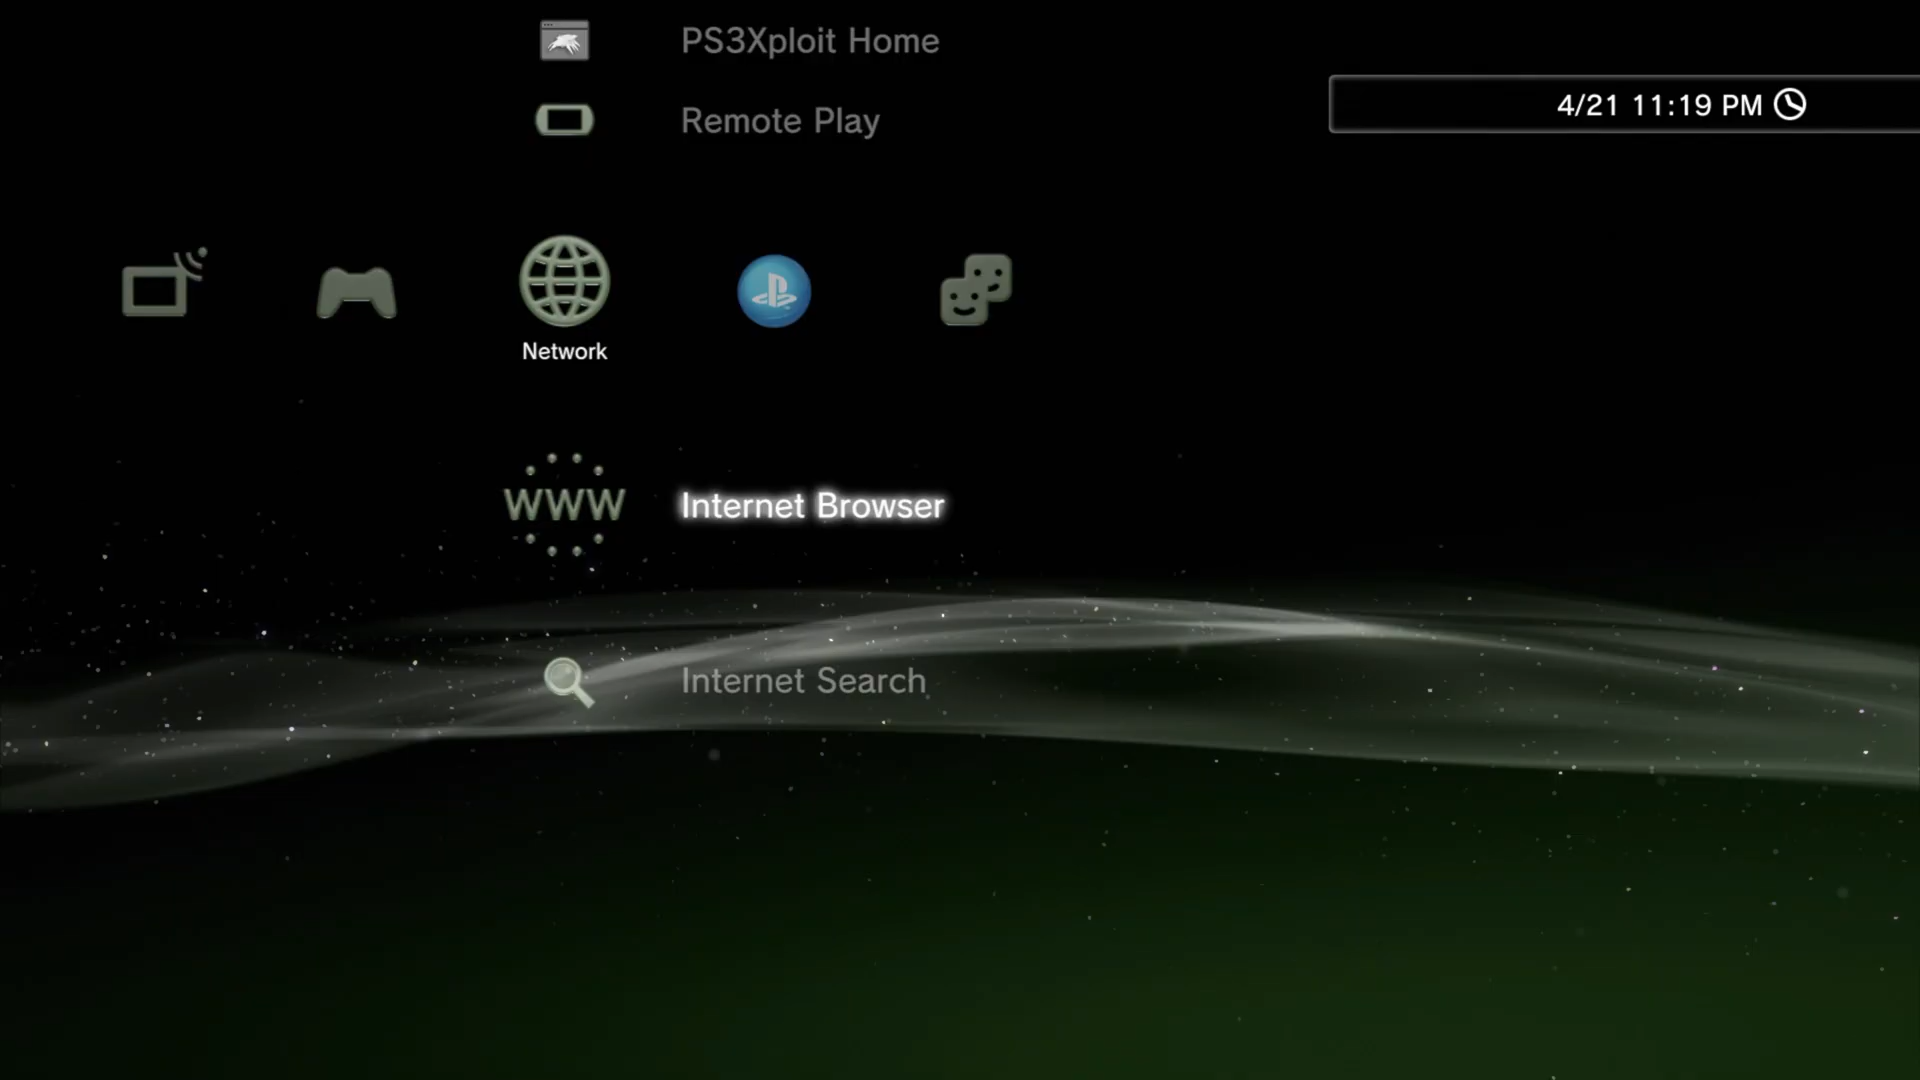 PS3Xploit Home
Remote Play
4/21 11:19 PM
Network
WWW
Internet Browser
Internet Search